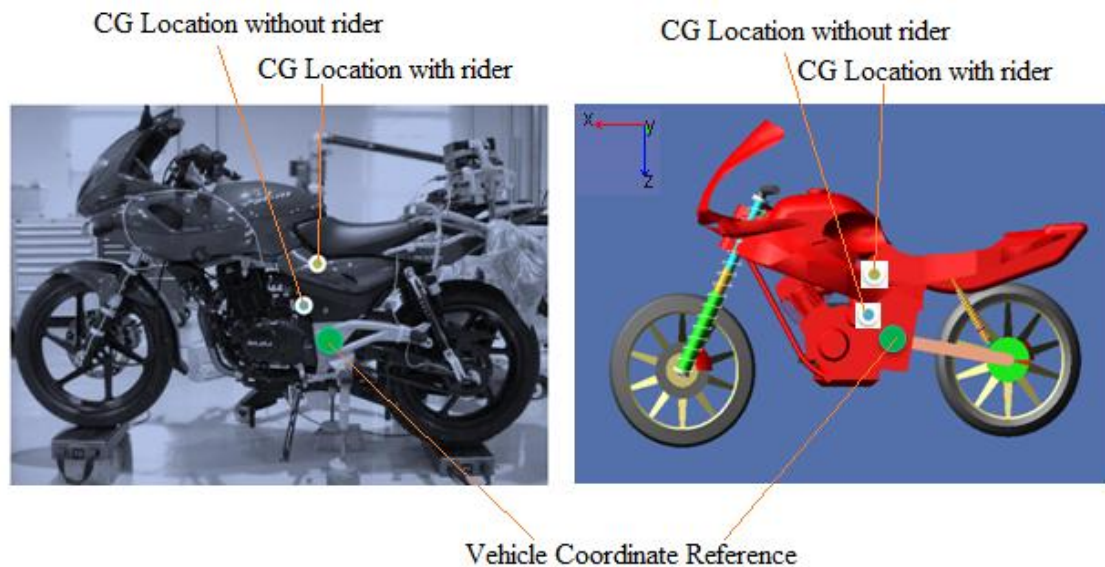 CG Location without rider
CG Location with rider
CG Location without rider
CG Location with rider
x
y
z
BAJAJ
Vehicle Coordinate Reference